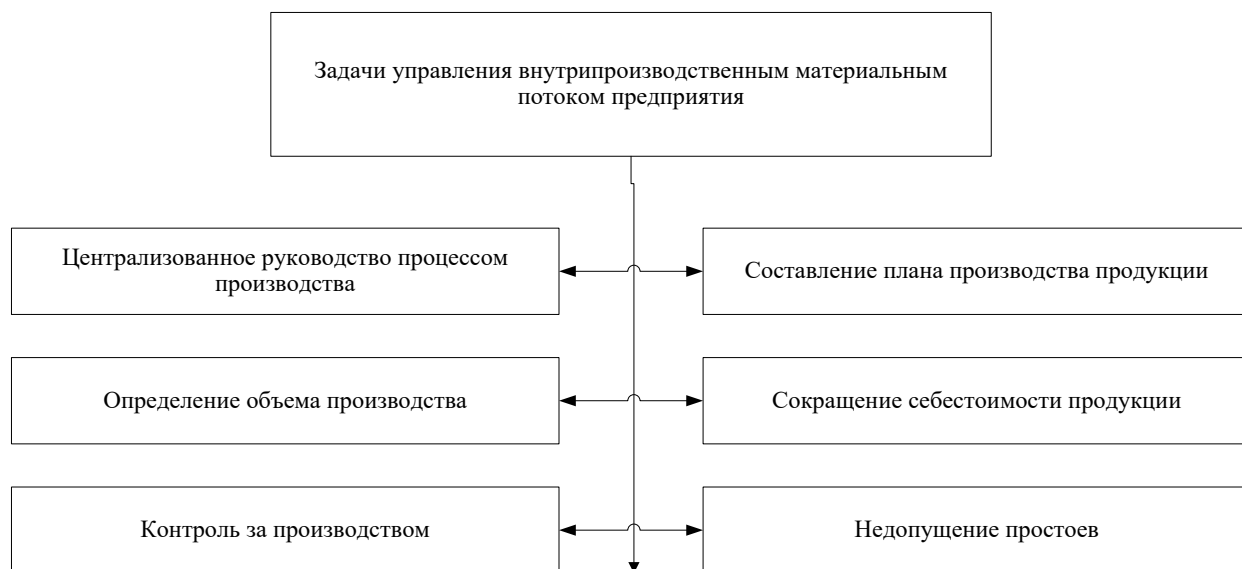 Задачи управления внутрипроизводственным материальным
потоком предприятия
Централизованное руководство процессом
производства
Составление плана производства продукции
Определение объема производства
Сокращение себестоимости продукции
Контроль за производством
Недопущение простоев